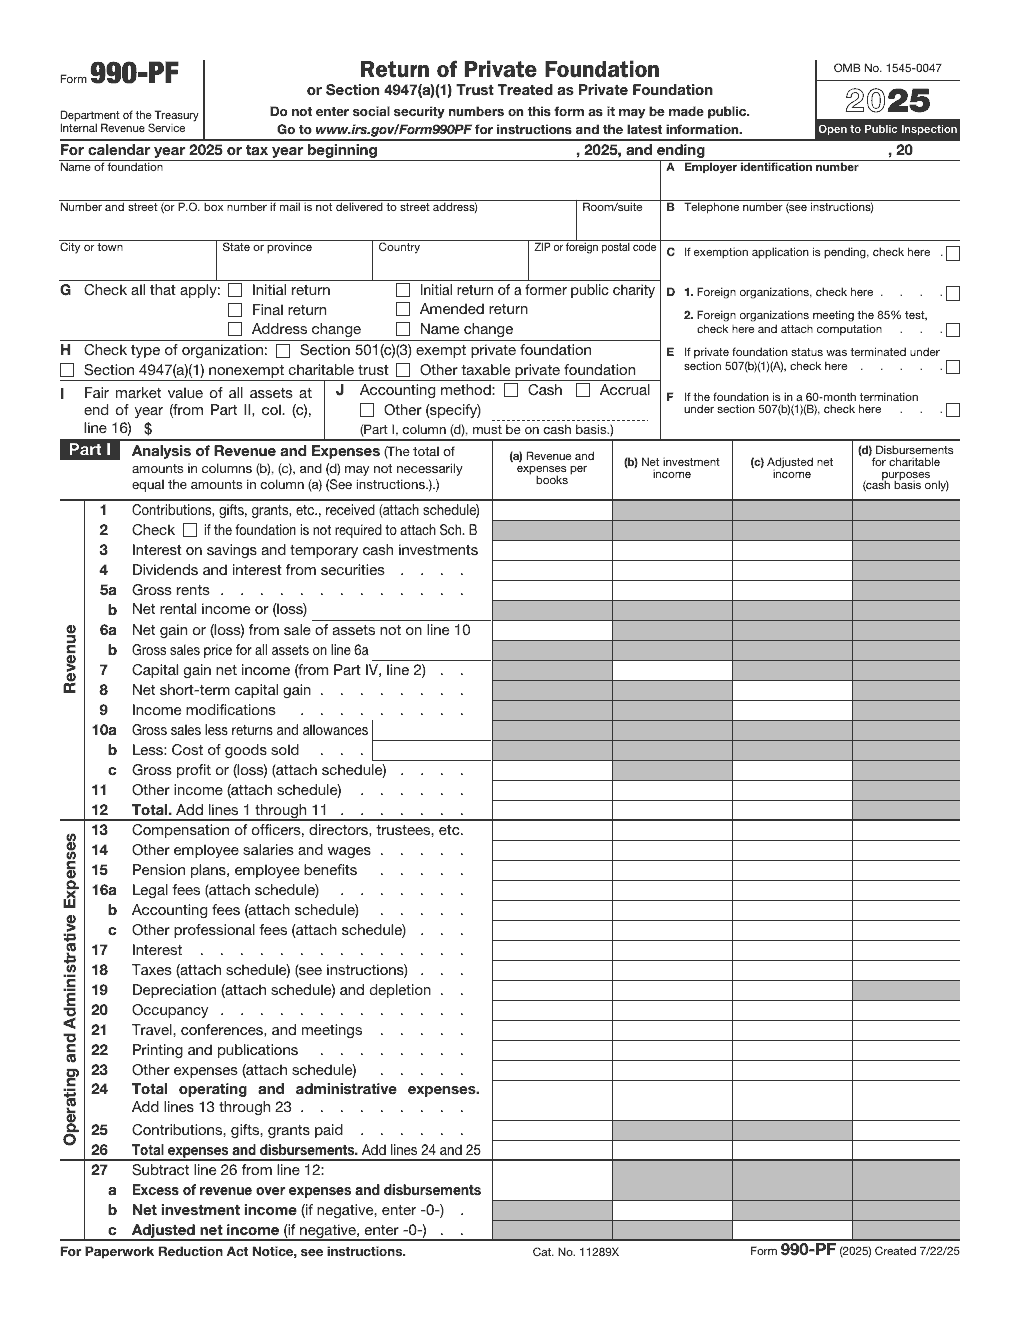 Form 990-PF
Department of the Treasury
Internal Revenue Service
Return of Private Foundation
or Section 4947(a)(1) Trust Treated as Private Foundation
Do not enter social security numbers on this form as it may be made public.
Go to www.irs.gov/Form990PF for instructions and the latest information.
OMB No. 1545-0047
2025
Open to Public Inspection
For calendar year 2025 or tax year beginning , 2025, and ending , 20
Name of foundation
A Employer identification number
Number and street (or P.O. box number if mail is not delivered to street address)
Room/suite
B Telephone number (see instructions)
City or town
State or province
Country
ZIP or foreign postal code
C If exemption application is pending, check here .
G Check all that apply: Initial return Initial return of a former public charity
Final return Amended return
Address change Name change
D 1. Foreign organizations, check here . . . .
2. Foreign organizations meeting the 85% test,
check here and attach computation . . .
H Check type of organization: Section 501(c)(3) exempt private foundation
Section 4947(a)(1) nonexempt charitable trust Other taxable private foundation
E If private foundation status was terminated under
section 507(b)(1)(A), check here . . . . .
I Fair market value of all assets at
end of year (from Part II, col. (c),
line 16) $
J Accounting method: Cash Accrual
Other (specify)
(Part I, column (d), must be on cash basis.)
F If the foundation is in a 60-month termination
under section 507(b)(1)(B), check here . . .
Part I Analysis of Revenue and Expenses (The total of
amounts in columns (b), (c), and (d) may not necessarily
equal the amounts in column (a) (See instructions.).)
(a) Revenue and
expenses per
books
(b) Net investment
income
(c) Adjusted net
income
(d) Disbursements
for charitable
purposes
(cash basis only)
Revenue
1 Contributions, gifts, grants, etc., received (attach schedule)
2 Check if the foundation is not required to attach Sch. B
3 Interest on savings and temporary cash investments
4 Dividends and interest from securities . . . .
5a Gross rents . . . . . . . . . . . . .
b Net rental income or (loss)
6a Net gain or (loss) from sale of assets not on line 10
b Gross sales price for all assets on line 6a
7 Capital gain net income (from Part IV, line 2) . .
8 Net short-term capital gain . . . . . . . .
9 Income modifications . . . . . . . . .
10a Gross sales less returns and allowances
b Less: Cost of goods sold . . .
c Gross profit or (loss) (attach schedule) . . . .
11 Other income (attach schedule) . . . . . .
12 Total. Add lines 1 through 11 . . . . . . .
Operating and Administrative Expenses
13 Compensation of officers, directors, trustees, etc.
14 Other employee salaries and wages . . . . .
15 Pension plans, employee benefits . . . . .
16a Legal fees (attach schedule) . . . . . . .
b Accounting fees (attach schedule) . . . . .
c Other professional fees (attach schedule) . . .
17 Interest . . . . . . . . . . . . .
18 Taxes (attach schedule) (see instructions) . . .
19 Depreciation (attach schedule) and depletion . .
20 Occupancy . . . . . . . . . . . . .
21 Travel, conferences, and meetings . . . . .
22 Printing and publications . . . . . . .
23 Other expenses (attach schedule) . . . . .
24 Total operating and administrative expenses.
Add lines 13 through 23 . . . . . . . . .
25 Contributions, gifts, grants paid . . . . . .
26 Total expenses and disbursements. Add lines 24 and 25
27 Subtract line 26 from line 12:
a Excess of revenue over expenses and disbursements
b Net investment income (if negative, enter -0-) .
c Adjusted net income (if negative, enter -0-) . .
For Paperwork Reduction Act Notice, see instructions.
Cat. No. 11289X
Form 990-PF (2025) Created 7/22/25